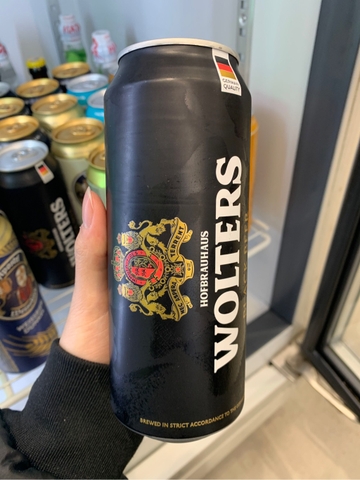 GERMAN
QUALITY
HOFBRAUHAUS
WOLTERS
BREWED IN STRICT ACCORDANCE TO THE
WOLTERS